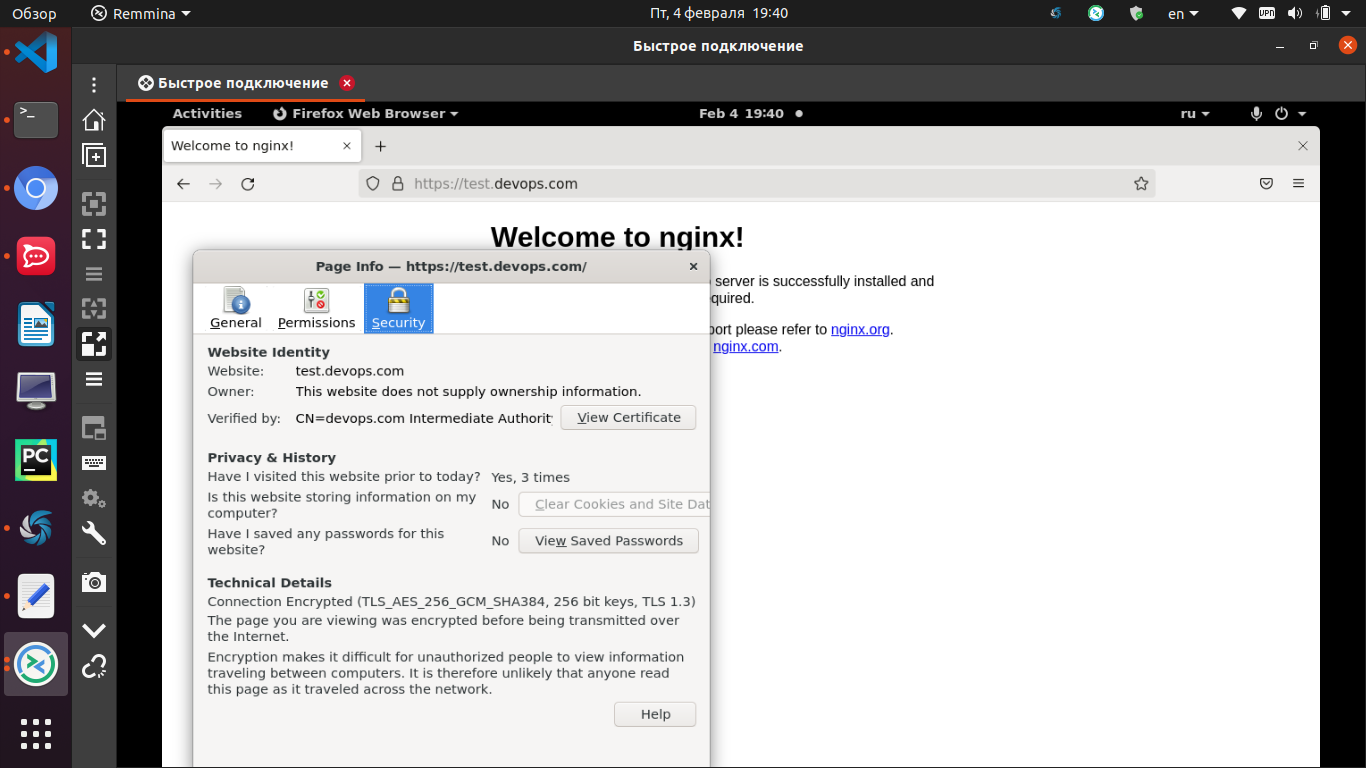 Обзор
Remmina
Пт, 4 февраля 19:40
en
VPN
Быстрое подключение
Быстрое подключение
Activities
Firefox Web Browser
Feb 4 19:40
ru
Welcome to nginx!
https://test.devops.com
Welcome to nginx!
server is successfully installed and
Page Info — https://test.devops.com/
General
Permissions
Security
please refer to nginx.org.
nginx.com.
Website Identity
Website: test.devops.com
Owner: This website does not supply ownership information.
Verified by: CN=devops.com Intermediate
View Certificate
Privacy & History
Have I visited this website prior to today? Yes, 3 times
Is this website storing information on my
computer?
No
Clear Cookies and Site
Have I saved any passwords for this
website?
No
View Saved Passwords
Technical Details
Connection Encrypted (TLS_AES_256_GCM_SHA384, 256 bit keys, TLS 1.3)
The page you are viewing was encrypted before being transmitted over
the Internet.
Encryption makes it difficult for unauthorized people to view information
traveling between computers. It is therefore unlikely that anyone read
this page as it traveled across the network.
Help
PC